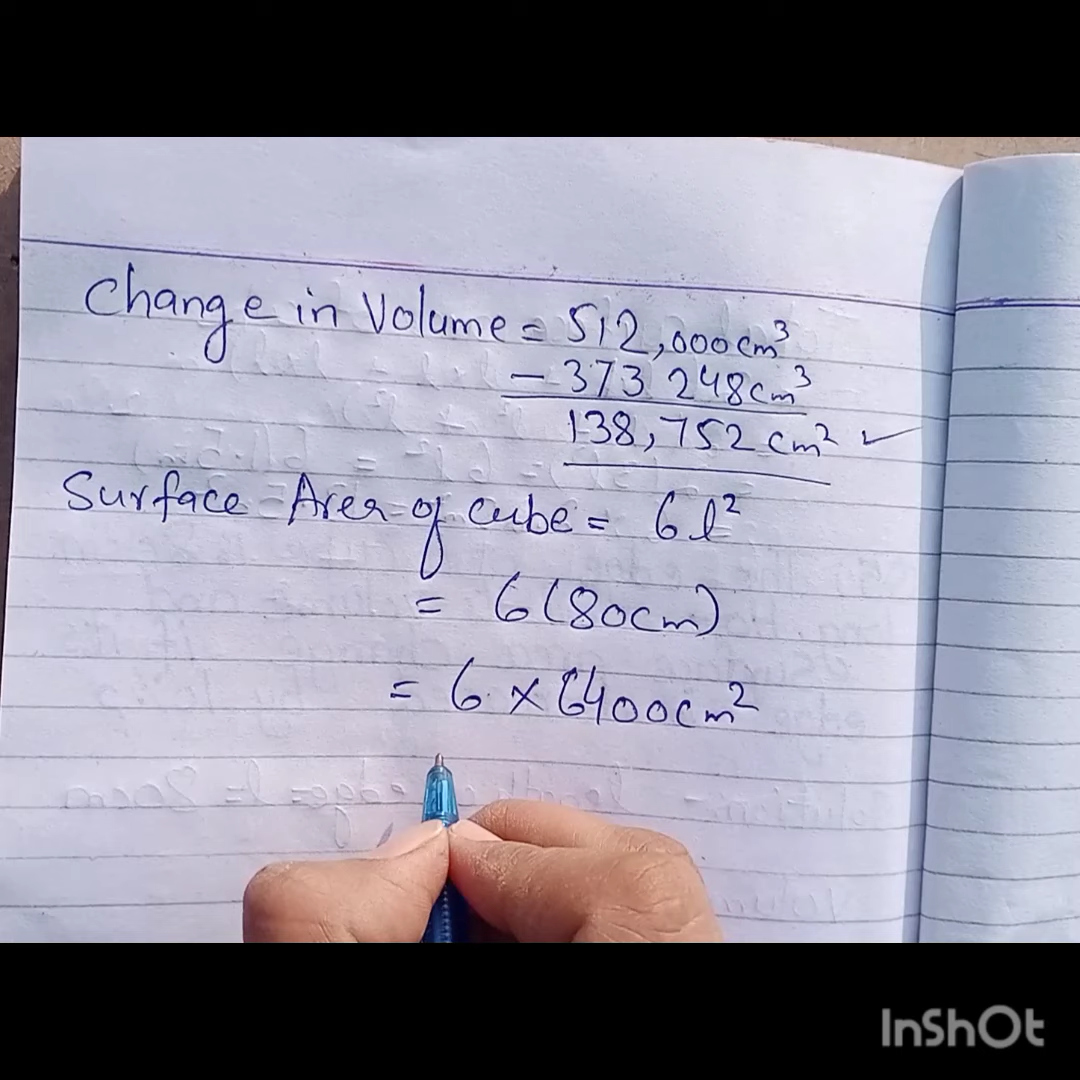 Change in Volume = 512,000cm³
- 373 248cm³
138,752 cm² ✓
Surface Area of cube = 6l²
= 6(80cm)
= 6 × 6400cm²
InShOt